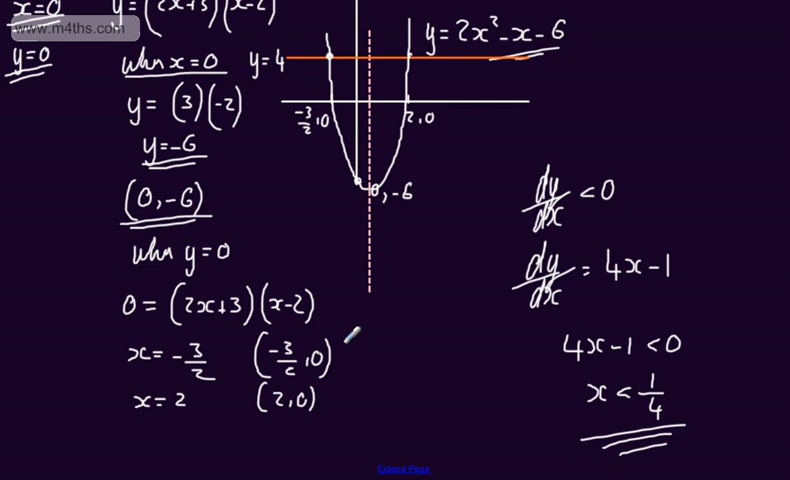 x=0
y=(2x+3)(x-2)
www.m4ths.com
y=0
when x=0
y=(3)(-2)
y=-6
(0,-6)
when y=0
0=(2x+3)(x-2)
x=-3/2 (-3/2,0)
x=2 (2,0)
y=2x²-x-6
y=4
-3/2,0
2,0
0,-6
dy/dx <0
dy/dx = 4x-1
4x-1<0
x<1/4
Extend Page